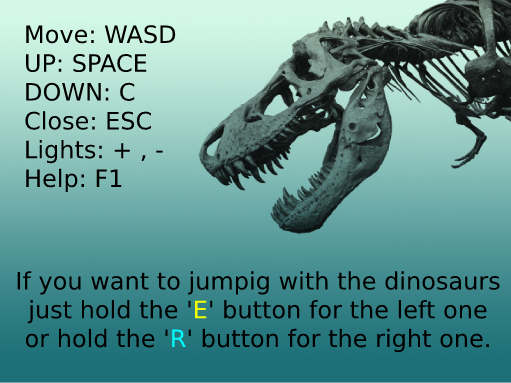 Move: WASD
UP: SPACE
DOWN: C
Close: ESC
Lights: + , -
Help: F1
If you want to jumpig with the dinosaurs
just hold the 'E' button for the left one
or hold the 'R' button for the right one.